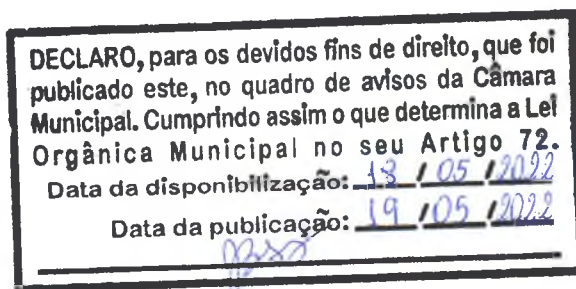 DECLARO, para os devidos fins de direito, que foi
publicado este, no quadro de avisos da Câmara
Municipal. Cumprindo assim o que determina a Lei
Orgânica Municipal no seu Artigo 72.
Data da disponibilização: 18 / 05 / 2022
Data da publicação: 19 / 05 / 2022